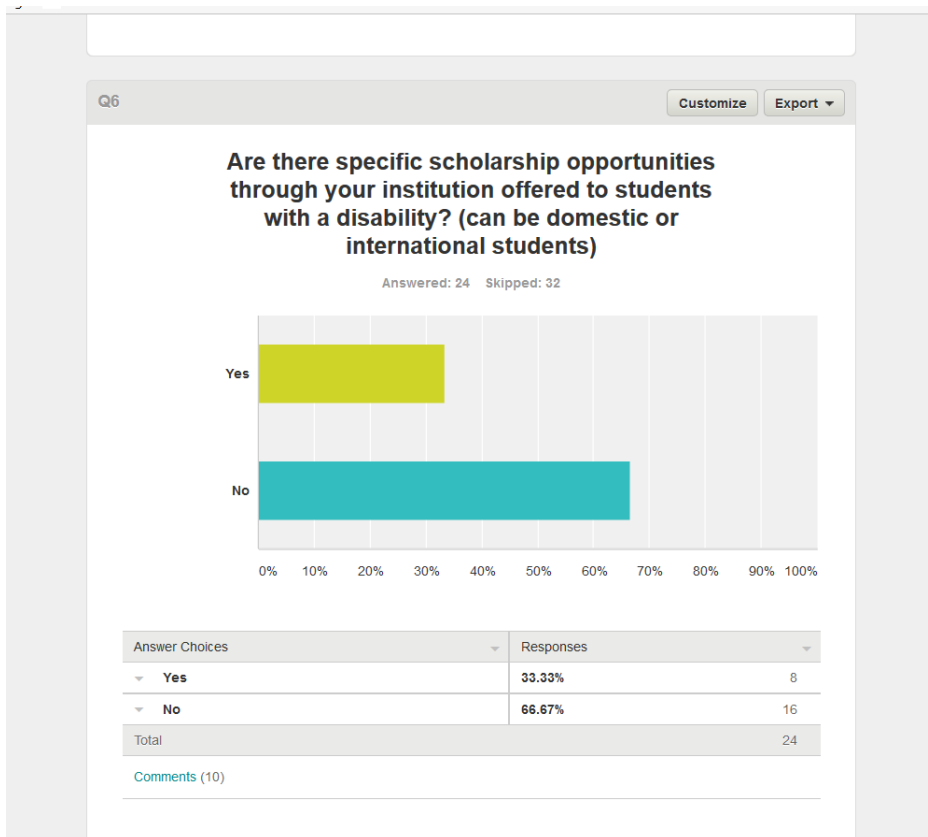 Q6
Customize
Export
Are there specific scholarship opportunities
through your institution offered to students
with a disability? (can be domestic or
international students)
Answered: 24 Skipped: 32
Yes
No
0% 10% 20% 30% 40% 50% 60% 70% 80% 90% 100%
Answer Choices Responses
Yes 33.33% 8
No 66.67% 16
Total 24
Comments (10)